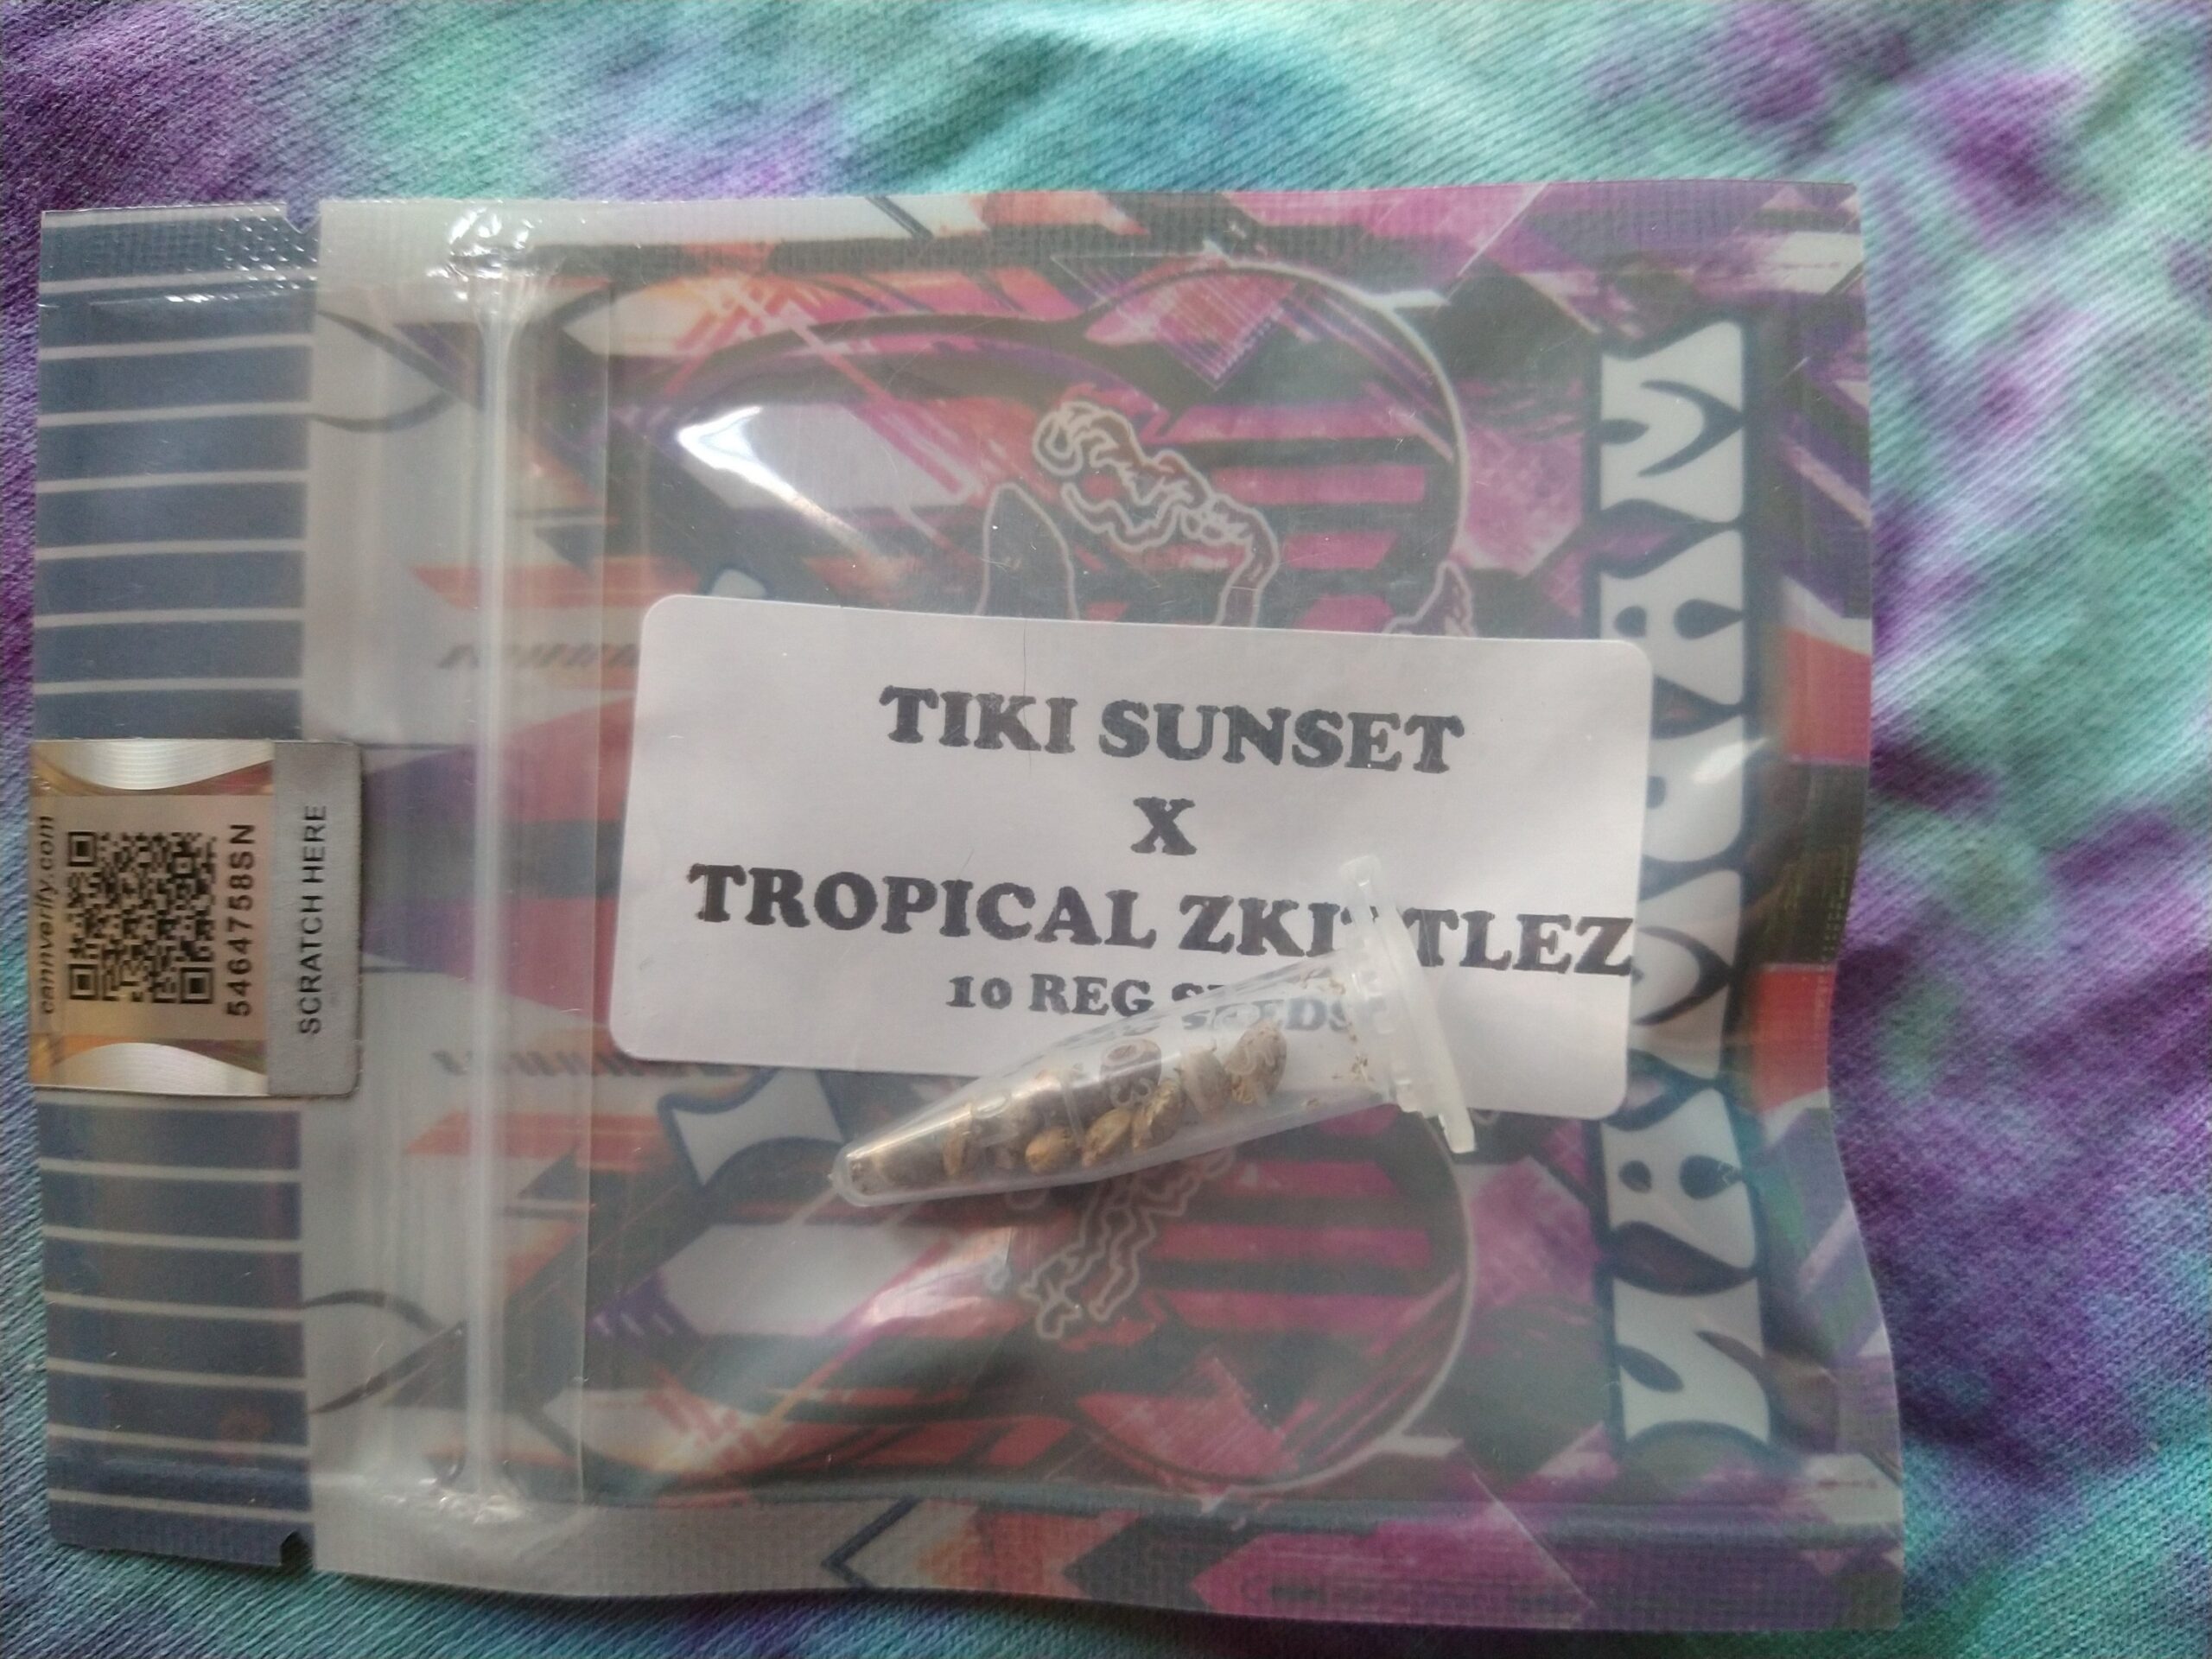 TIKI SUNSET
X
TROPICAL ZKITTLEZ
10 REG SEEDS
cannverify.com
5464758SN
SCRATCH HERE